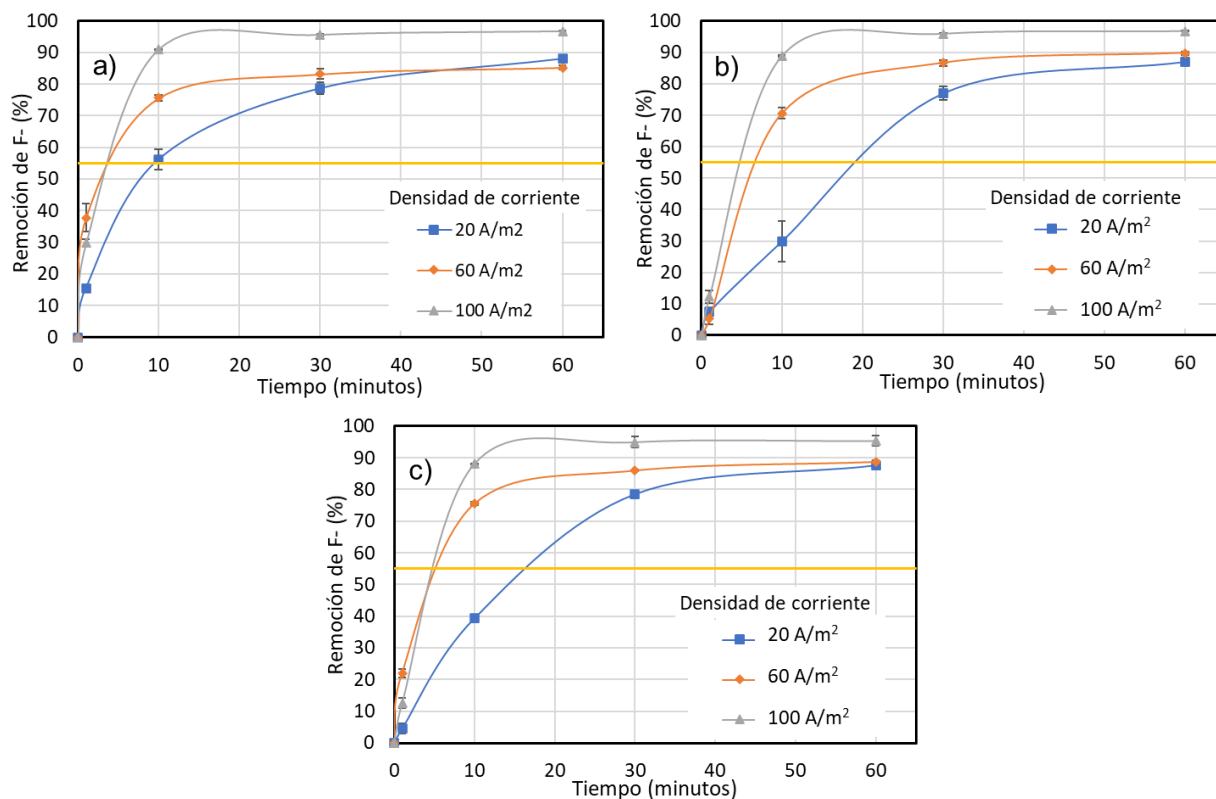 a)
Remoción de F- (%)
100
90
80
70
60
50
40
30
20
10
0
Densidad de corriente
20 A/m2
60 A/m2
100 A/m2
0 10 20 30 40 50 60
Tiempo (minutos)
b)
Remoción de F- (%)
100
90
80
70
60
50
40
30
20
10
0
Densidad de corriente
20 A/m²
60 A/m²
100 A/m²
0 10 20 30 40 50 60
Tiempo (minutos)
c)
Remoción de F- (%)
100
90
80
70
60
50
40
30
20
10
0
Densidad de corriente
20 A/m²
60 A/m²
100 A/m²
0 10 20 30 40 50 60
Tiempo (minutos)